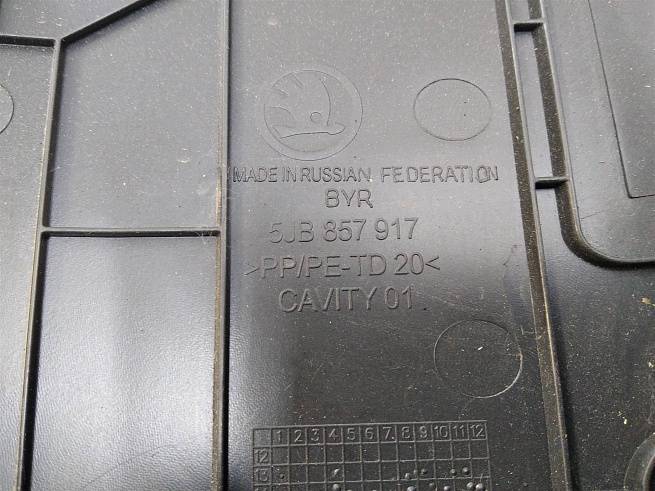 MADE IN RUSSIAN FEDERATION
BYR
5JB 857 917
>PP/PE-TD 20<
CAVITY 01
1 2 3 4 5 6 7 8 9 10 11 12
12
13